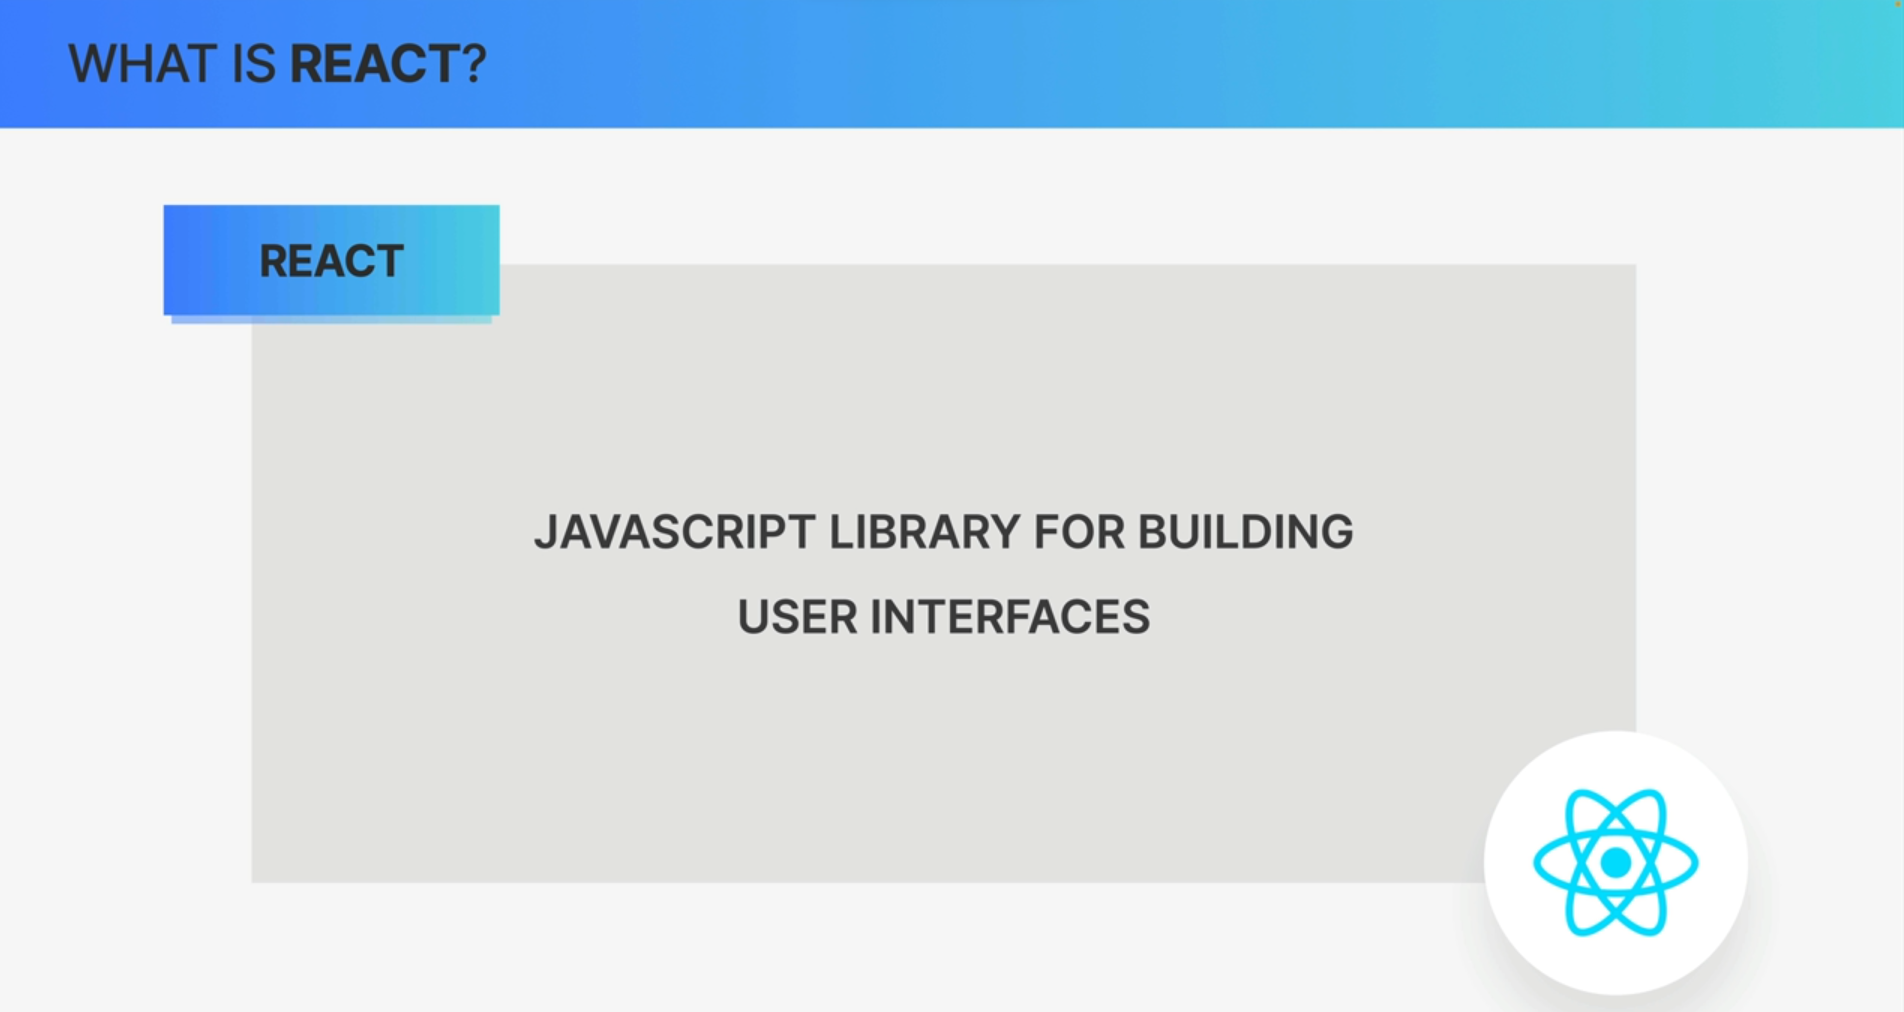 WHAT IS REACT?
REACT
JAVASCRIPT LIBRARY FOR BUILDING
USER INTERFACES